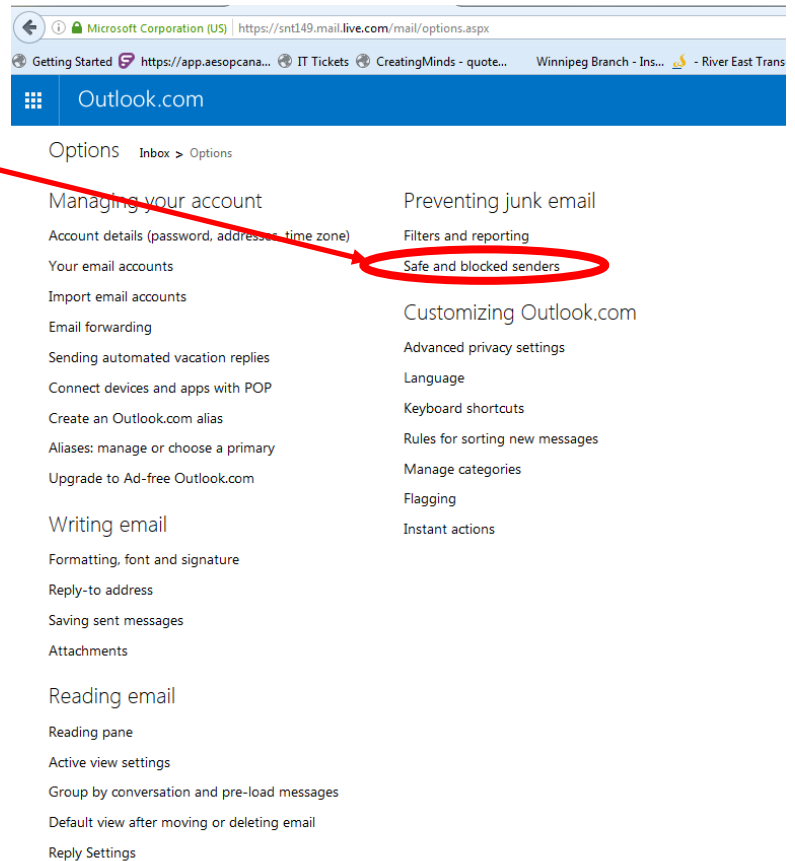 Microsoft Corporation (US) https://snt149.mail.live.com/mail/options.aspx
Getting Started https://app.aesopcana... IT Tickets CreatingMinds - quote... Winnipeg Branch - Ins... - River East Trans
Outlook.com
Options Inbox > Options
Managing your account
Account details (password, addresses, time zone)
Your email accounts
Import email accounts
Email forwarding
Sending automated vacation replies
Connect devices and apps with POP
Create an Outlook.com alias
Aliases: manage or choose a primary
Upgrade to Ad-free Outlook.com
Writing email
Formatting, font and signature
Reply-to address
Saving sent messages
Attachments
Reading email
Reading pane
Active view settings
Group by conversation and pre-load messages
Default view after moving or deleting email
Reply Settings
Preventing junk email
Filters and reporting
Safe and blocked senders
Customizing Outlook.com
Advanced privacy settings
Language
Keyboard shortcuts
Rules for sorting new messages
Manage categories
Flagging
Instant actions